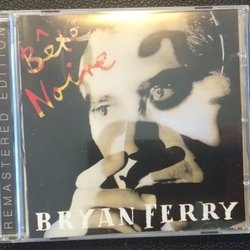 Bête
Noire
BRYAN FERRY
REMASTERED EDITION